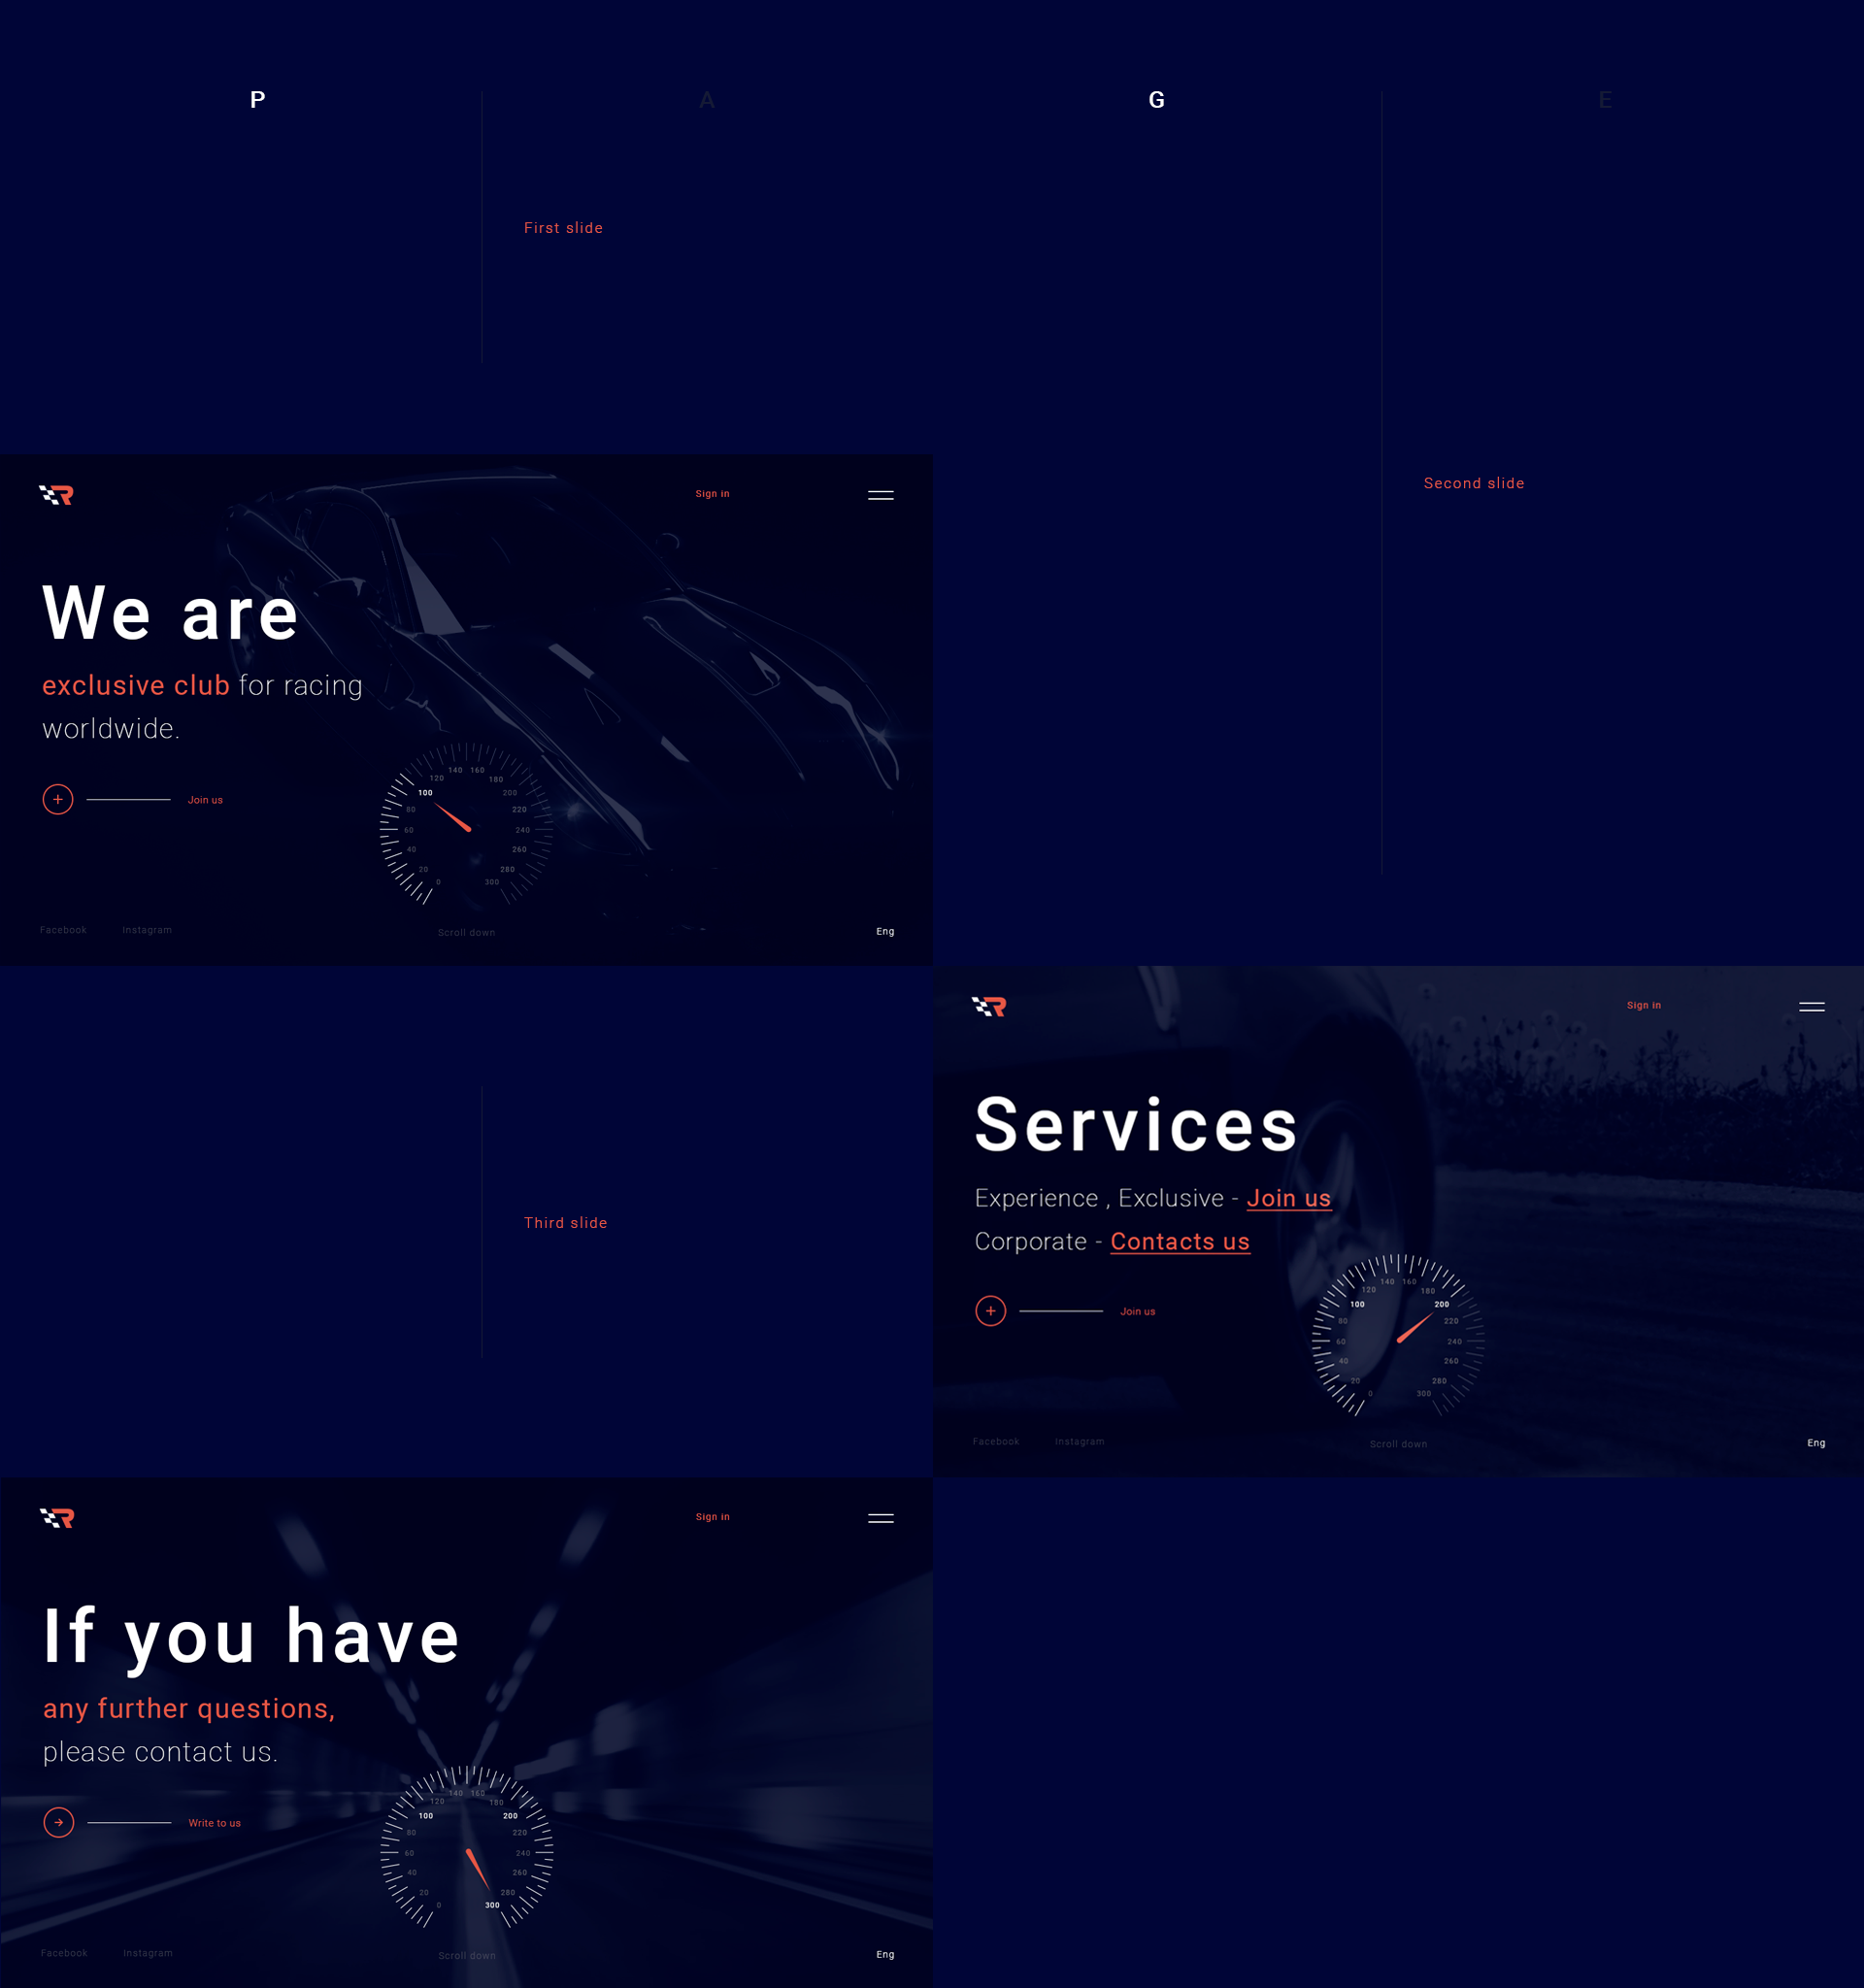 P A G E
First slide
Second slide
R Sign in
We are
exclusive club for racing
worldwide.
Join us
0 20 40 60 80 100 120 140 160 180 200 220 240 260 280 300
Facebook Instagram Scroll down Eng
Third slide
R Sign in
Services
Experience , Exclusive - Join us
Corporate - Contacts us
Join us
0 20 40 60 80 100 120 140 160 180 200 220 240 260 280 300
Facebook Instagram Scroll down Eng
R Sign in
If you have
any further questions,
please contact us.
Write to us
0 20 40 60 80 100 120 140 160 180 200 220 240 260 280 300
Facebook Instagram Scroll down Eng